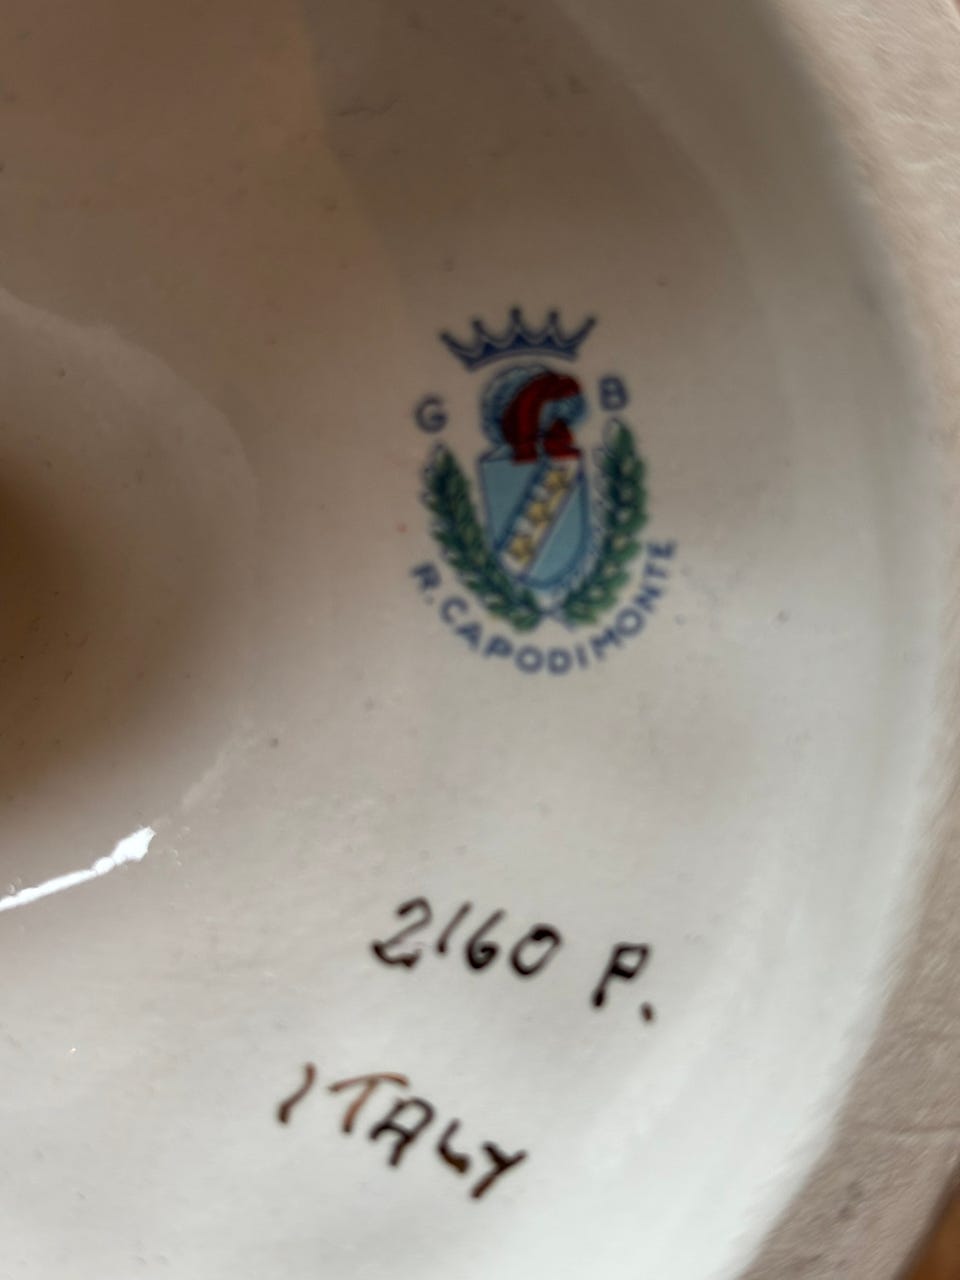 G B
R. CAPODIMONTE
2160 P.
ITALY